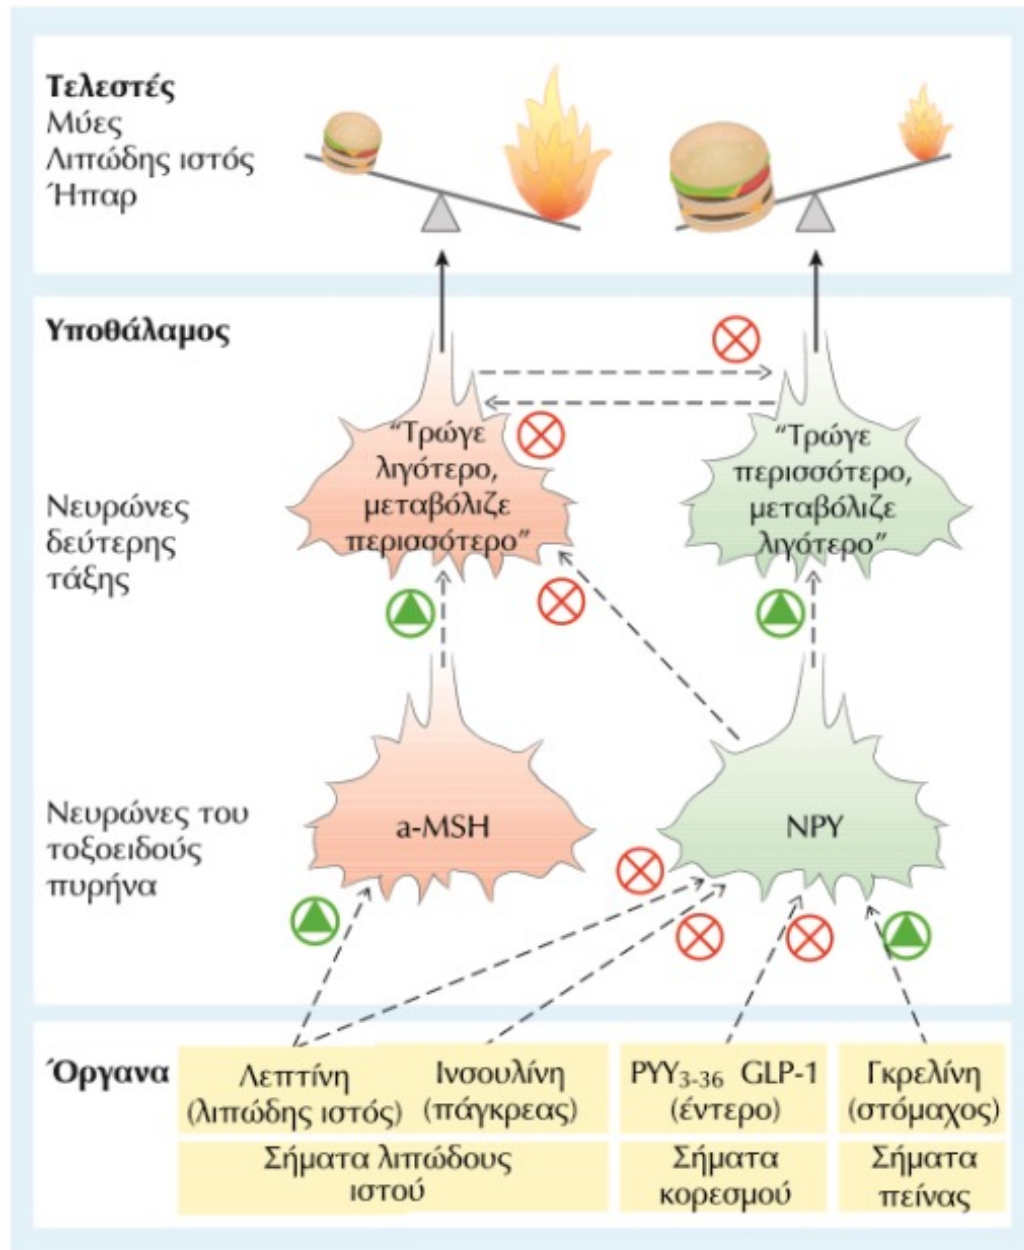 Τελεστές
Μύες
Λιπώδης ιστός
Ήπαρ
Υποθάλαμος
Νευρώνες
δεύτερης
τάξης
“Τρώγε
λιγότερο,
μεταβόλιζε
περισσότερο”
“Τρώγε
περισσότερο,
μεταβόλιζε
λιγότερο”
Νευρώνες του
τοξοειδούς
πυρήνα
a-MSH
NPY
Όργανα
Λεπτίνη
(λιπώδης ιστός)
Ινσουλίνη
(πάγκρεας)
PYY3-36 GLP-1
(έντερο)
Γκρελίνη
(στόμαχος)
Σήματα λιπώδους
ιστού
Σήματα
κορεσμού
Σήματα
πείνας